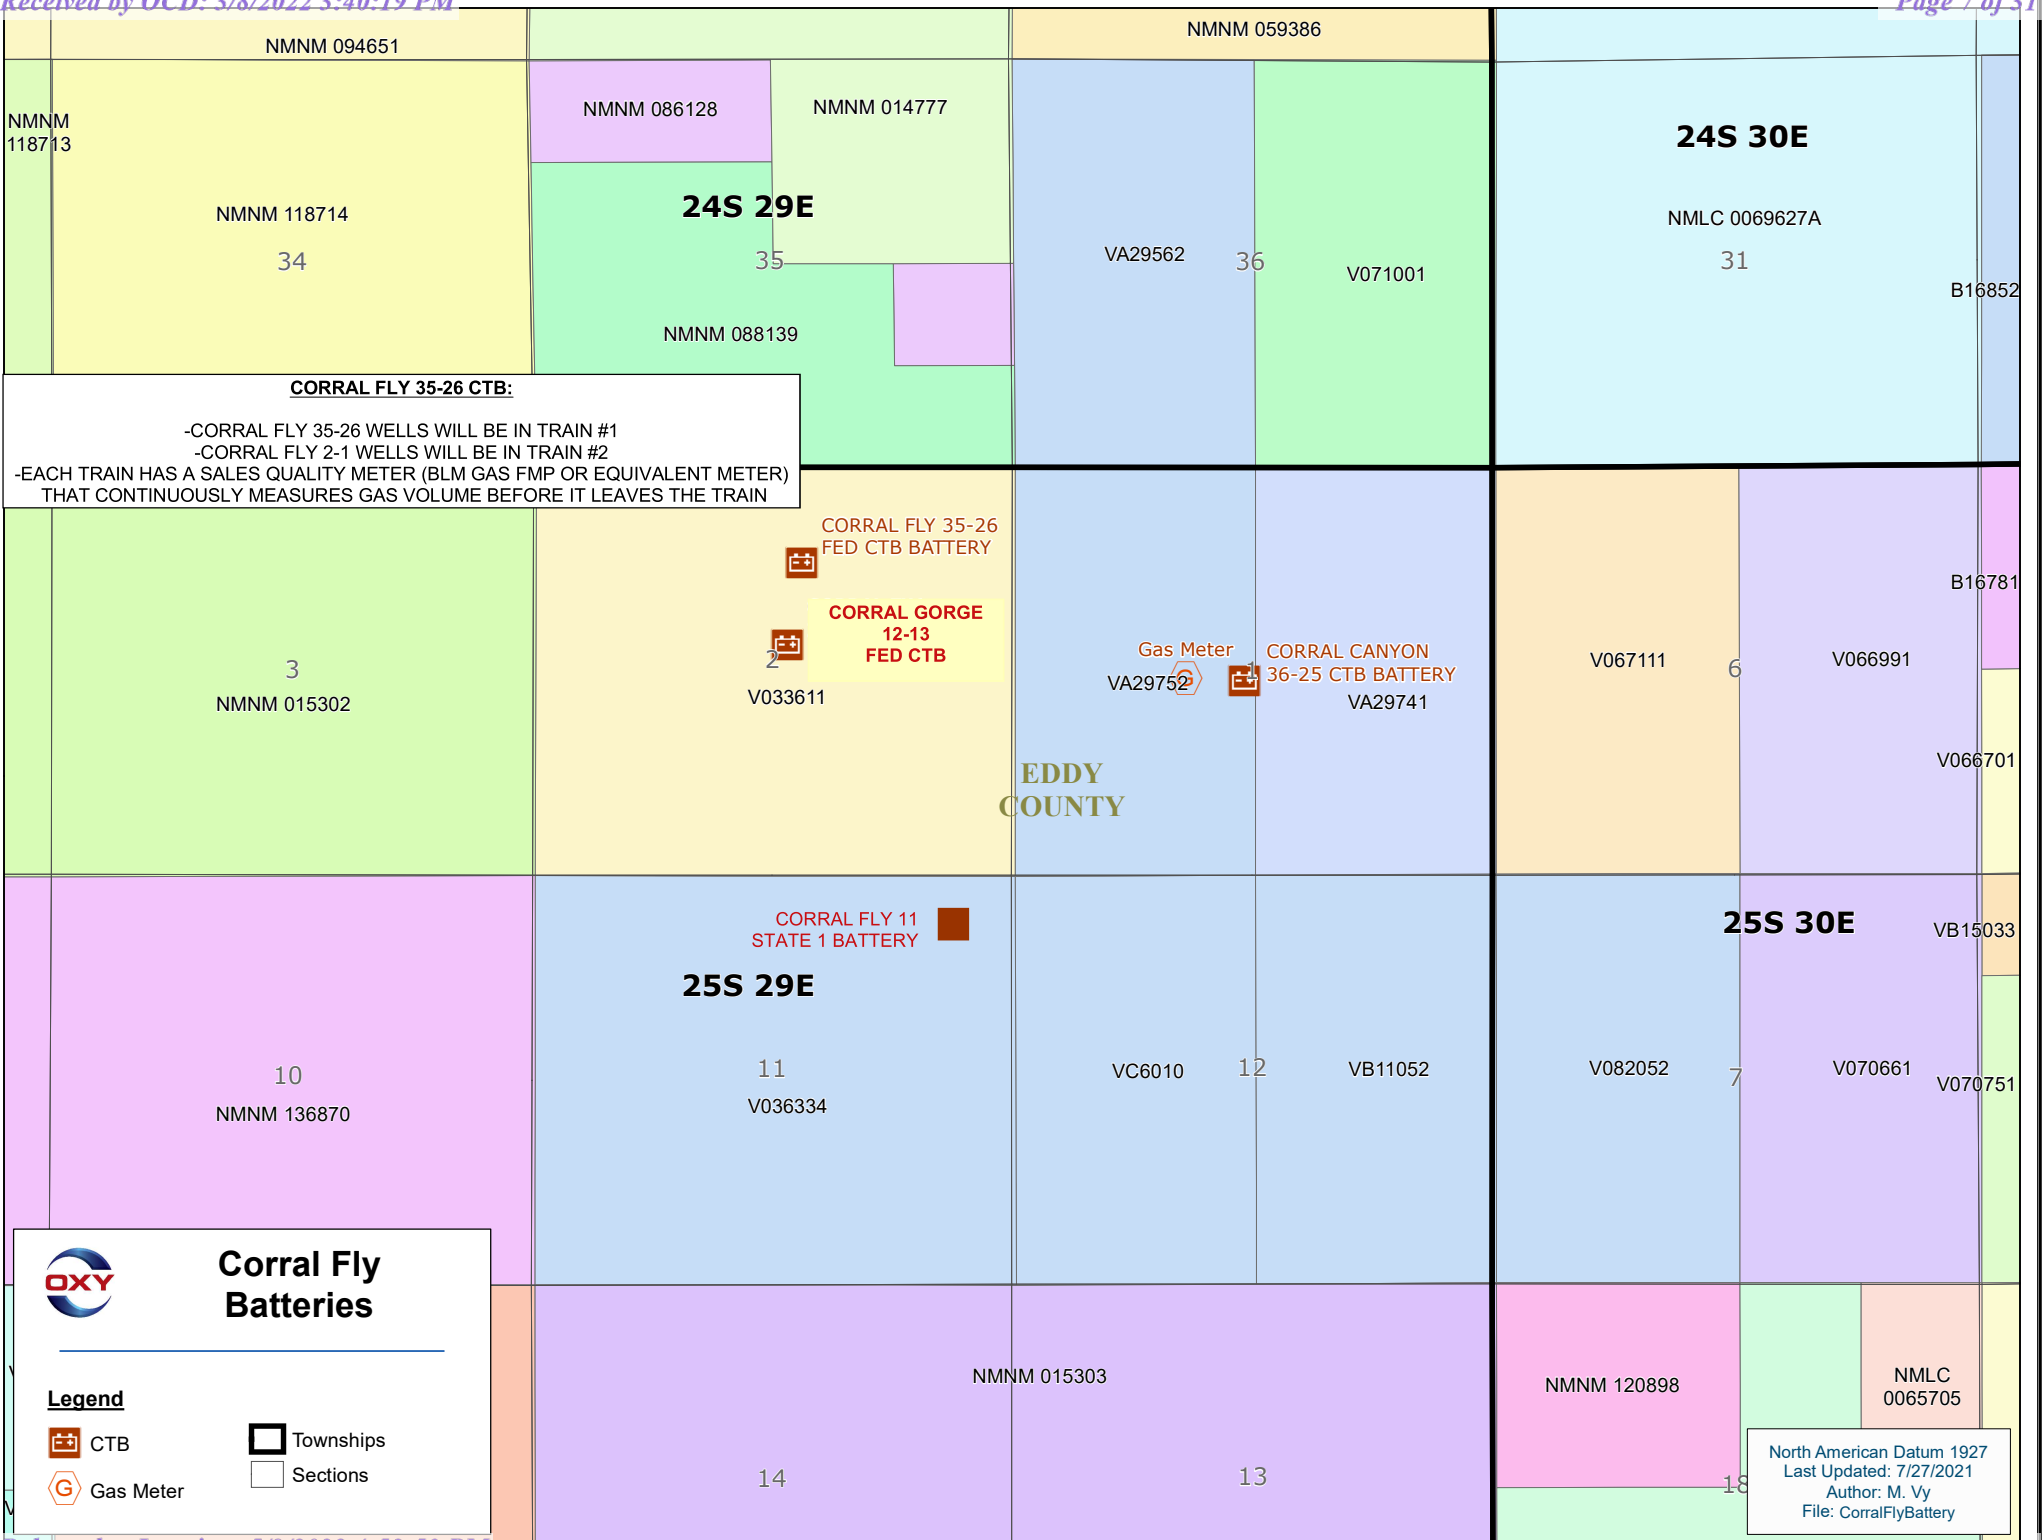 Received by OCD: 3/8/2022 3:40:19 PM
Page 7 of 31
NMNM 094651
NMNM 059386
NMNM
118713
NMNM 086128
NMNM 014777
24S 30E
24S 29E
NMNM 118714
34
35
VA29562
36
V071001
NMLC 0069627A
31
B16852
NMNM 088139
CORRAL FLY 35-26 CTB:
-CORRAL FLY 35-26 WELLS WILL BE IN TRAIN #1
-CORRAL FLY 2-1 WELLS WILL BE IN TRAIN #2
-EACH TRAIN HAS A SALES QUALITY METER (BLM GAS FMP OR EQUIVALENT METER)
THAT CONTINUOUSLY MEASURES GAS VOLUME BEFORE IT LEAVES THE TRAIN
CORRAL FLY 35-26
FED CTB BATTERY
CORRAL GORGE
12-13
FED CTB
2
V033611
3
NMNM 015302
Gas Meter
G
VA29752
1
CORRAL CANYON
36-25 CTB BATTERY
VA29741
V067111
6
V066991
B16781
V066701
EDDY
COUNTY
CORRAL FLY 11
STATE 1 BATTERY
25S 29E
25S 30E
VB15033
10
NMNM 136870
11
V036334
VC6010
12
VB11052
V082052
7
V070661
V070751
OXY
Corral Fly
Batteries
Legend
CTB
G
Gas Meter
Townships
Sections
NMNM 015303
14
13
NMNM 120898
NMLC
0065705
18
North American Datum 1927
Last Updated: 7/27/2021
Author: M. Vy
File: CorralFlyBattery